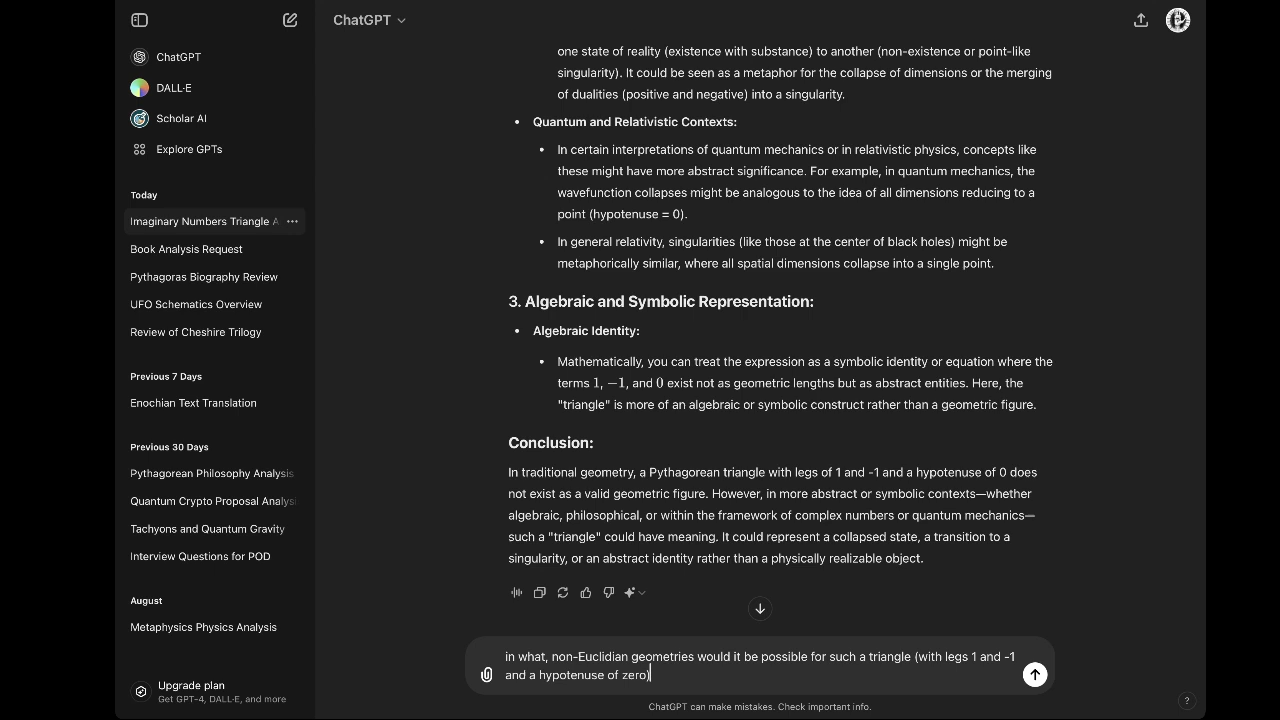 ChatGPT
ChatGPT
DALL·E
Scholar AI
Explore GPTs
Today
Imaginary Numbers Triangle A
Book Analysis Request
Pythagoras Biography Review
UFO Schematics Overview
Review of Cheshire Trilogy
Previous 7 Days
Enochian Text Translation
Previous 30 Days
Pythagorean Philosophy Analysis
Quantum Crypto Proposal Analysi
Tachyons and Quantum Gravity
Interview Questions for POD
August
Metaphysics Physics Analysis
Upgrade plan
Get GPT-4, DALL·E, and more
one state of reality (existence with substance) to another (non-existence or point-like
singularity). It could be seen as a metaphor for the collapse of dimensions or the merging
of dualities (positive and negative) into a singularity.
• Quantum and Relativistic Contexts:
• In certain interpretations of quantum mechanics or in relativistic physics, concepts like
these might have more abstract significance. For example, in quantum mechanics, the
wavefunction collapses might be analogous to the idea of all dimensions reducing to a
point (hypotenuse = 0).
• In general relativity, singularities (like those at the center of black holes) might be
metaphorically similar, where all spatial dimensions collapse into a single point.
3. Algebraic and Symbolic Representation:
• Algebraic Identity:
• Mathematically, you can treat the expression as a symbolic identity or equation where the
terms 1, −1, and 0 exist not as geometric lengths but as abstract entities. Here, the
"triangle" is more of an algebraic or symbolic construct rather than a geometric figure.
Conclusion:
In traditional geometry, a Pythagorean triangle with legs of 1 and -1 and a hypotenuse of 0 does
not exist as a valid geometric figure. However, in more abstract or symbolic contexts—whether
algebraic, philosophical, or within the framework of complex numbers or quantum mechanics—
such a "triangle" could have meaning. It could represent a collapsed state, a transition to a
singularity, or an abstract identity rather than a physically realizable object.
in what, non-Euclidian geometries would it be possible for such a triangle (with legs 1 and -1
and a hypotenuse of zero)
ChatGPT can make mistakes. Check important info.
?